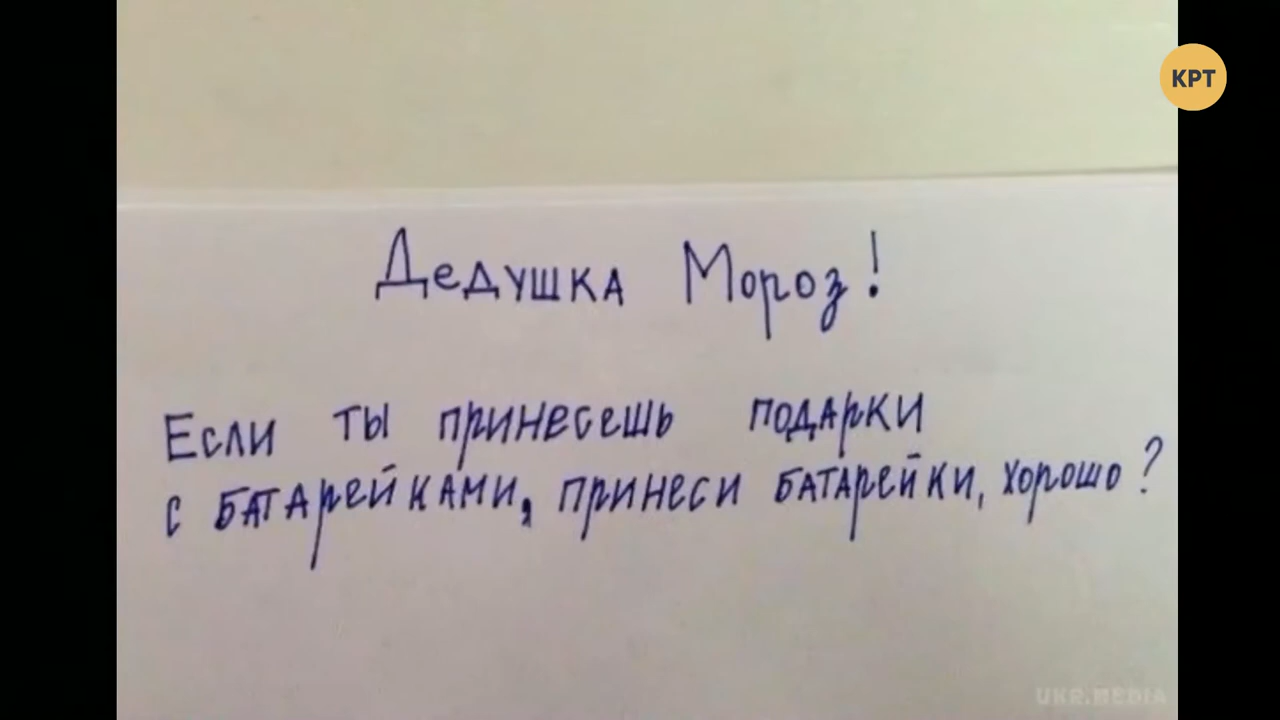 КРТ
Дедушка Мороз!
Если ты принесешь подарки
с батарейками, принеси батарейки, хорошо?
UKR.MEDIA